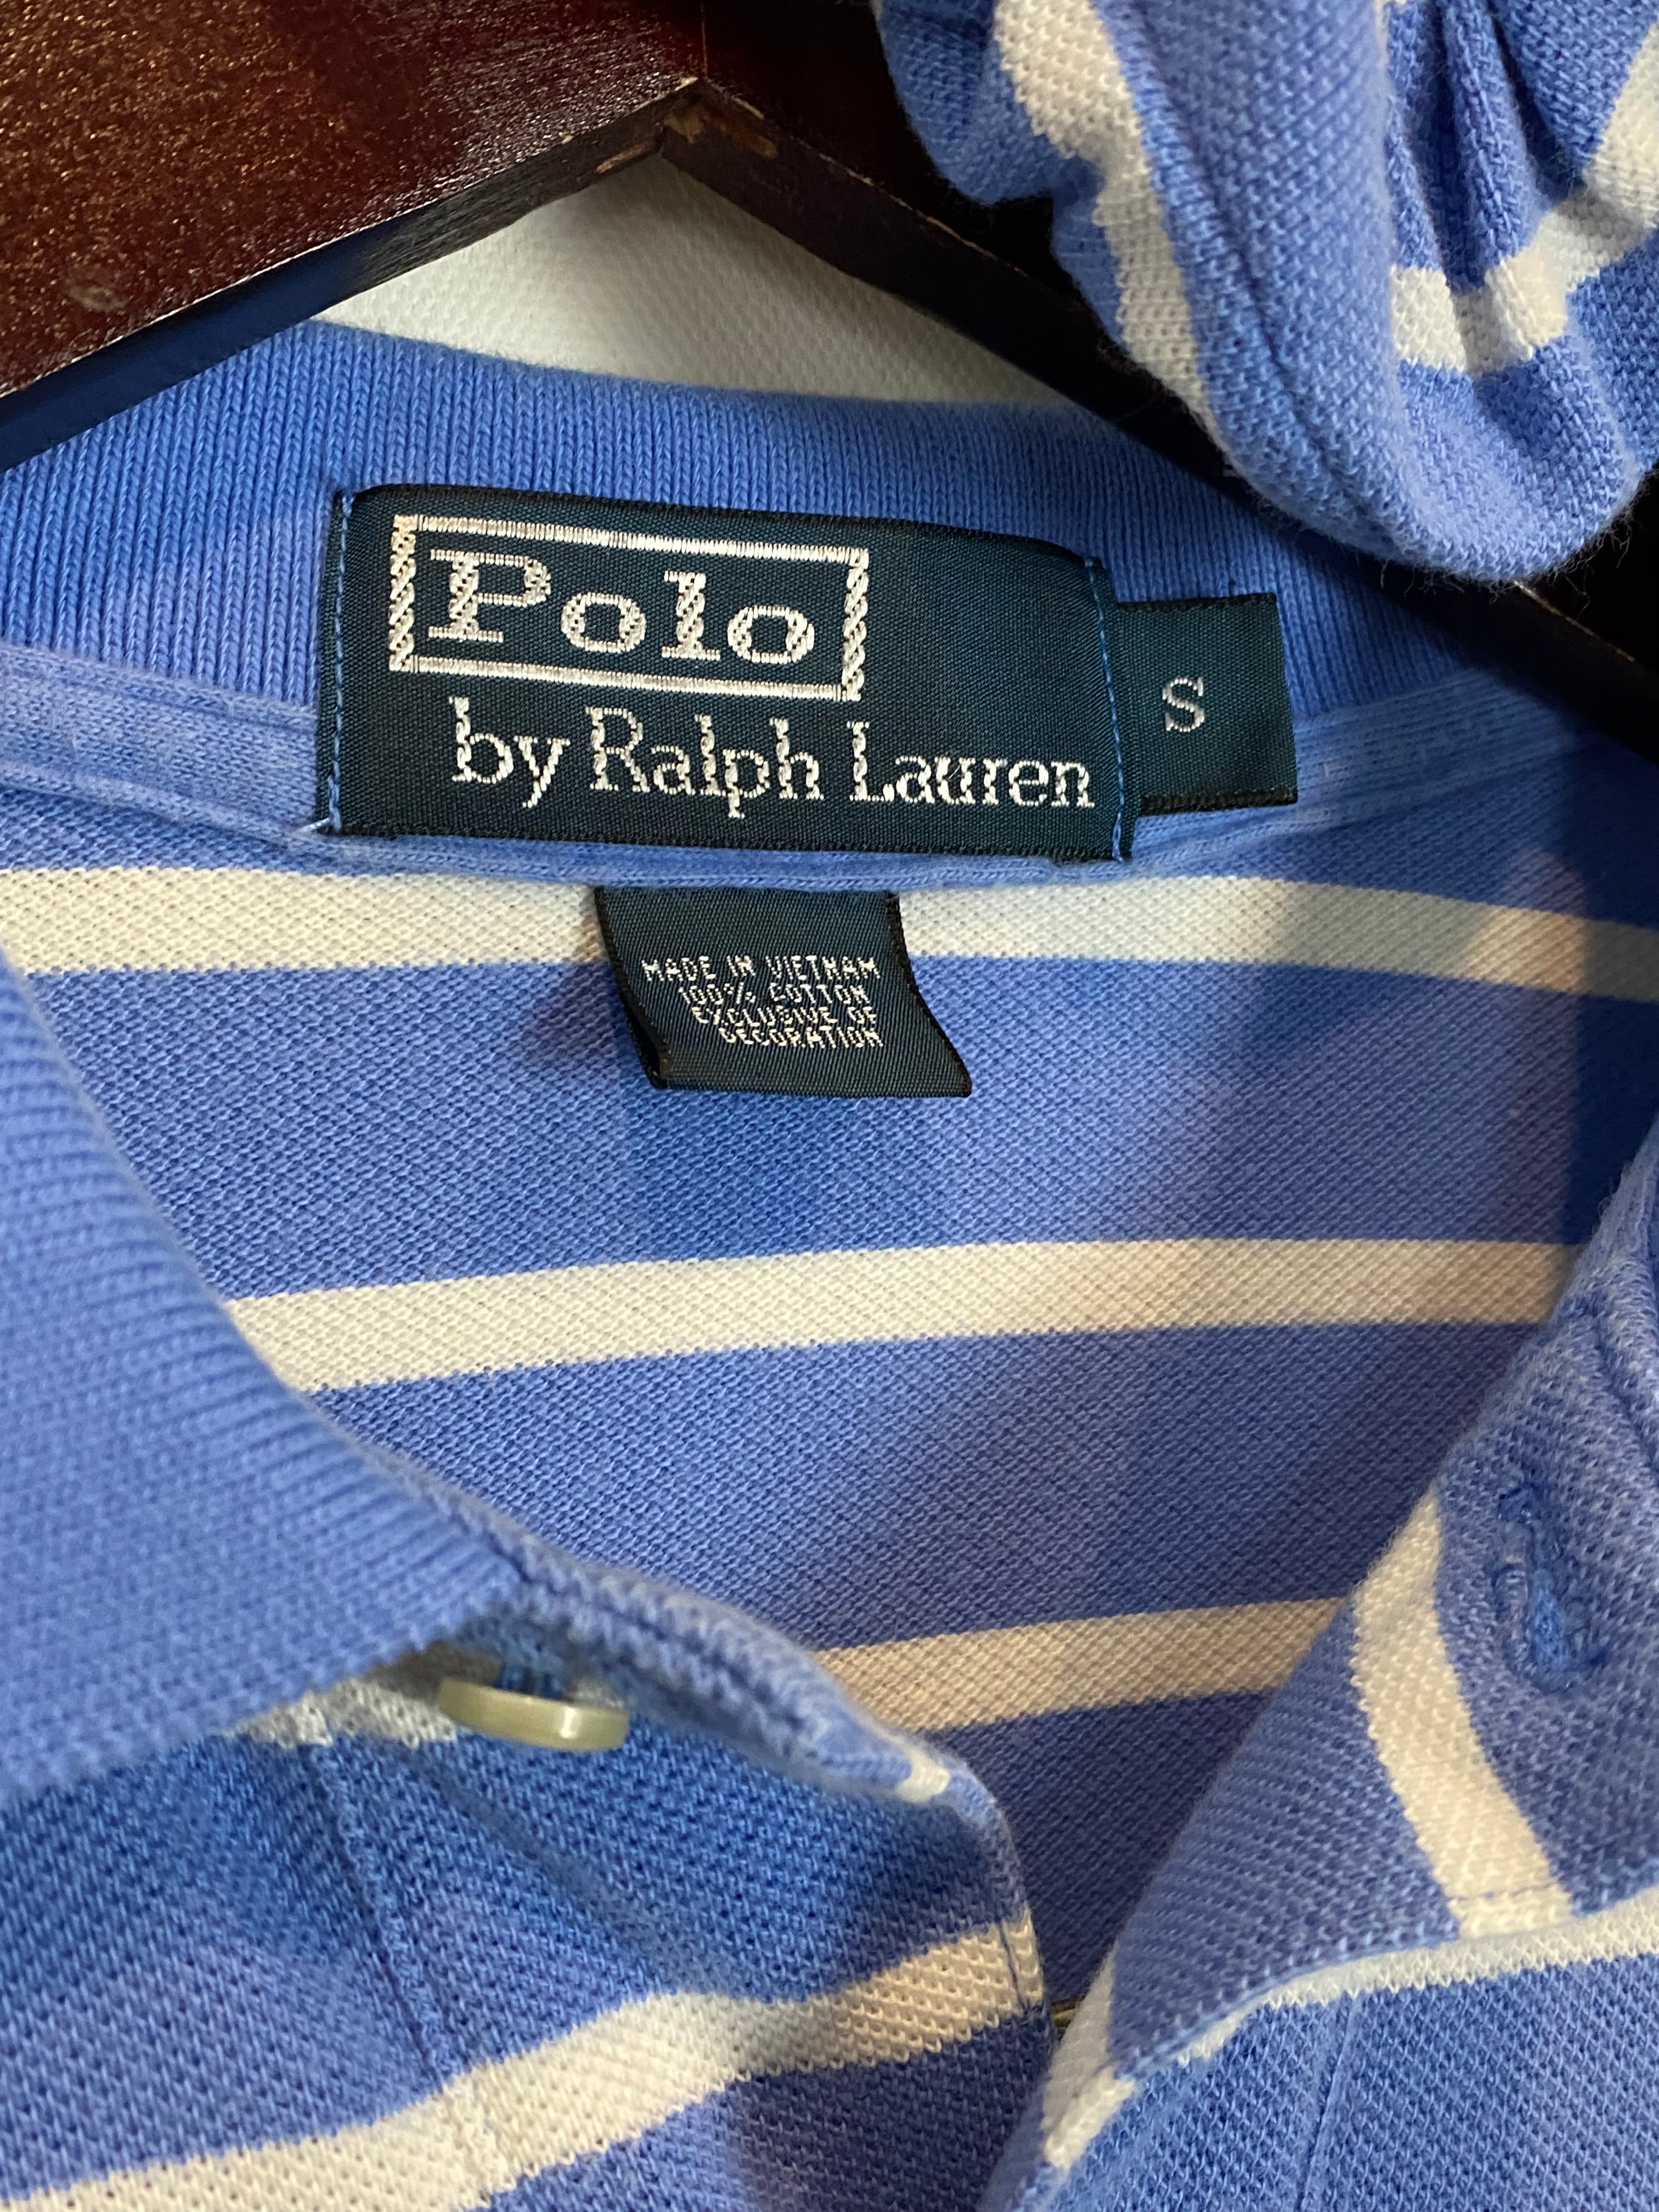 Polo
by Ralph Lauren
S
MADE IN VIETNAM
100% COTTON
EXCLUSIVE OF
DECORATION